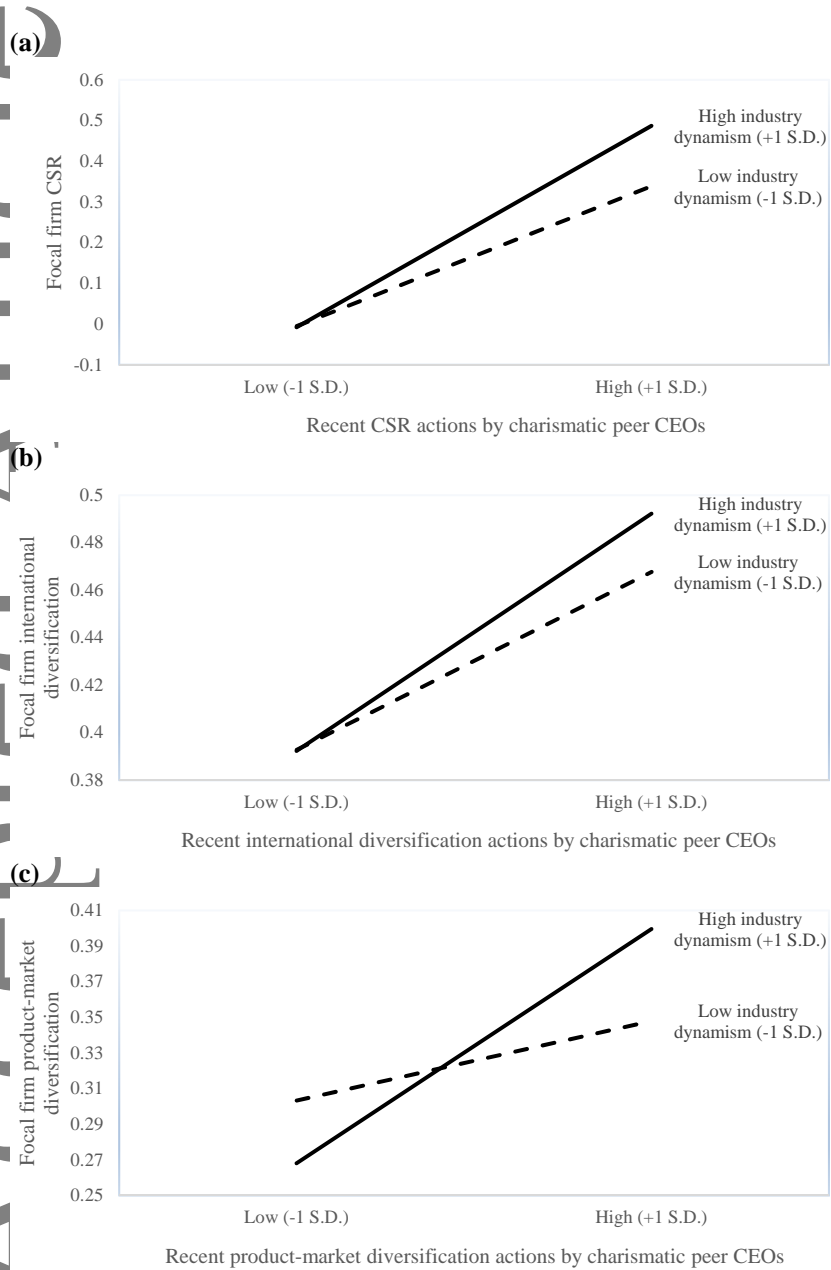 (a)
0.6
0.5
0.4
0.3
0.2
0.1
0
-0.1
Focal firm CSR
High industry
dynamism (+1 S.D.)
Low industry
dynamism (-1 S.D.)
Low (-1 S.D.)
High (+1 S.D.)
Recent CSR actions by charismatic peer CEOs
(b)
0.5
0.48
0.46
0.44
0.42
0.4
0.38
Focal firm international
diversification
High industry
dynamism (+1 S.D.)
Low industry
dynamism (-1 S.D.)
Low (-1 S.D.)
High (+1 S.D.)
Recent international diversification actions by charismatic peer CEOs
(c)
0.41
0.39
0.37
0.35
0.33
0.31
0.29
0.27
0.25
Focal firm product-market
diversification
High industry
dynamism (+1 S.D.)
Low industry
dynamism (-1 S.D.)
Low (-1 S.D.)
High (+1 S.D.)
Recent product-market diversification actions by charismatic peer CEOs